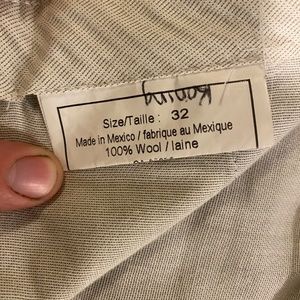 Size/Taille : 32
Made in Mexico / fabrique au Mexique
100% Wool / laine